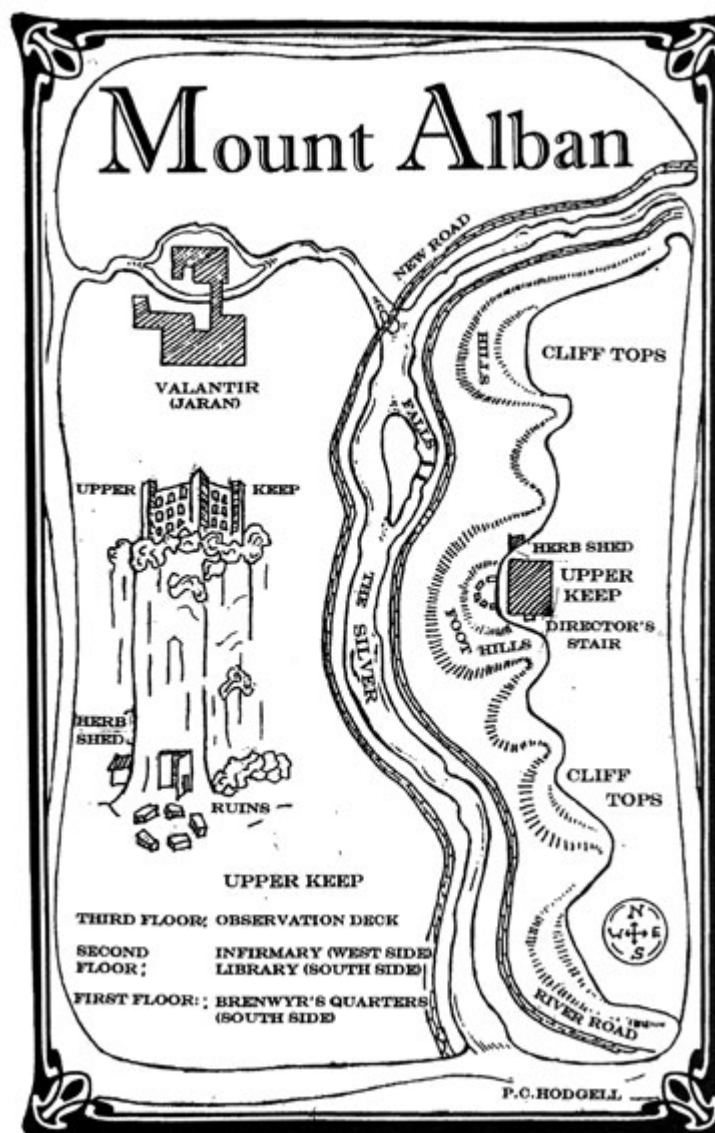 Mount Alban
NEW ROAD
HILLS
CLIFF TOPS
VALANTIR
(JARAN)
FALLS
UPPER KEEP
HERB SHED
UPPER
KEEP
DIRECTOR'S
STAIR
THE SILVER
FOOT HILLS
HERB
SHED
RUINS
CLIFF
TOPS
UPPER KEEP
THIRD FLOOR: OBSERVATION DECK
SECOND INFIRMARY (WEST SIDE)
FLOOR: LIBRARY (SOUTH SIDE)
FIRST FLOOR: BRENWYR'S QUARTERS
(SOUTH SIDE)
N
W E
S
RIVER ROAD
P.C. HODGELL